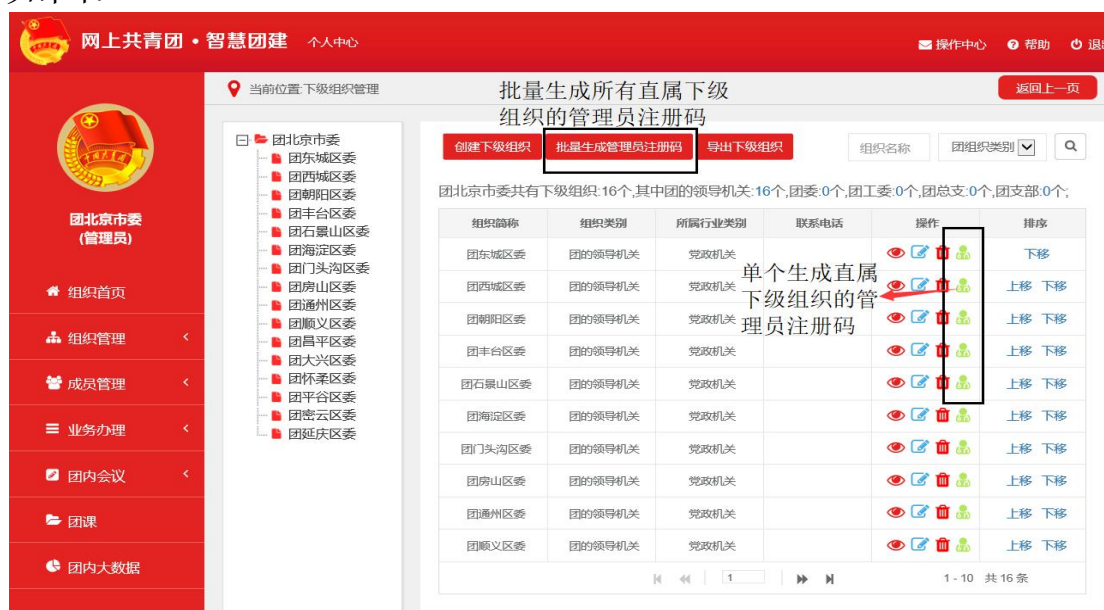 网上共青团・智慧团建 个人中心 操作中心 帮助
当前位置:下级组织管理 返回上一页
批量生成所有直属下级
组织的管理员注册码
团北京市委
(管理员)
组织首页
组织管理
成员管理
业务办理
团内会议
团课
团内大数据
团北京市委
团东城区委
团西城区委
团朝阳区委
团丰台区委
团石景山区委
团海淀区委
团门头沟区委
团房山区委
团通州区委
团顺义区委
团昌平区委
团大兴区委
团怀柔区委
团平谷区委
团密云区委
团延庆区委
创建下级组织 批量生成管理员注册码 导出下级组织 组织名称 团组织类别
团北京市委共有下级组织:16个,其中团的领导机关:16个,团委:0个,团工委:0个,团总支:0个,团支部:0个;
组织简称 组织类别 所属行业类别 联系电话 操作 排序
团东城区委 团的领导机关 党政机关 下移
团西城区委 团的领导机关 党政机关 上移 下移
团朝阳区委 团的领导机关 党政机关 上移 下移
团丰台区委 团的领导机关 党政机关 上移 下移
团石景山区委 团的领导机关 党政机关 上移 下移
团海淀区委 团的领导机关 党政机关 上移 下移
团门头沟区委 团的领导机关 党政机关 上移 下移
团房山区委 团的领导机关 党政机关 上移 下移
团通州区委 团的领导机关 党政机关 上移 下移
团顺义区委 团的领导机关 党政机关 上移 下移
单个生成直属
下级组织的管
理员注册码
1 1 - 10 共 16 条